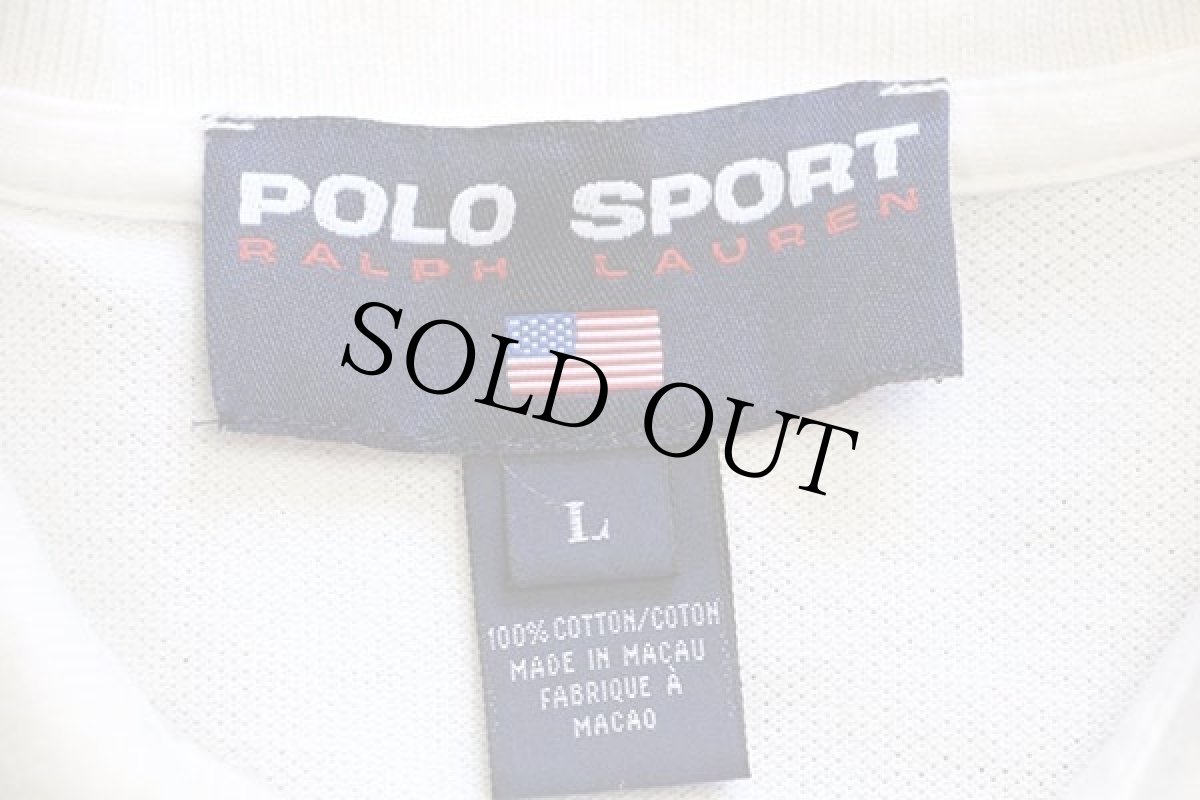 POLO SPORT
RALPH LAUREN
SOLD OUT
L
100% COTTON/COTON
MADE IN MACAU
FABRIQUE À
MACAO